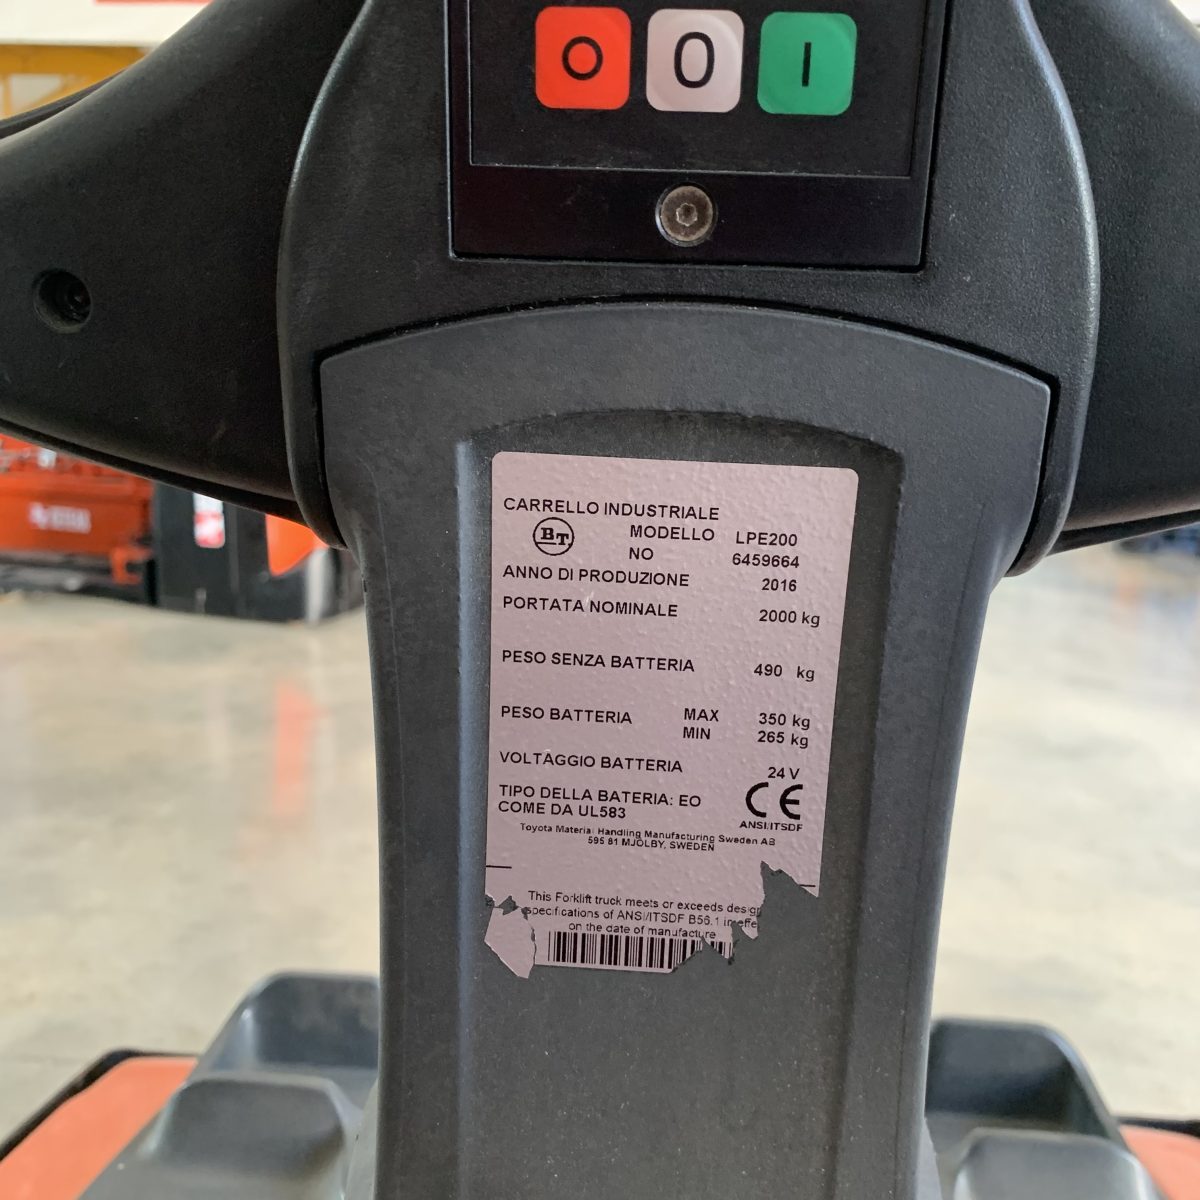 O 0 I
CARRELLO INDUSTRIALE
BT MODELLO LPE200
NO 6459664
ANNO DI PRODUZIONE 2016
PORTATA NOMINALE 2000 kg
PESO SENZA BATTERIA 490 kg
PESO BATTERIA MAX 350 kg
MIN 265 kg
VOLTAGGIO BATTERIA 24 V
TIPO DELLA BATERIA: EO
COME DA UL583
CE
ANSI/ITSDF
Toyota Material Handling Manufacturing Sweden AB
595 81 MJÖLBY, SWEDEN
This Forklift truck meets or exceeds desig
specifications of ANSI/ITSDF B56.1 in effe
on the date of manufacture